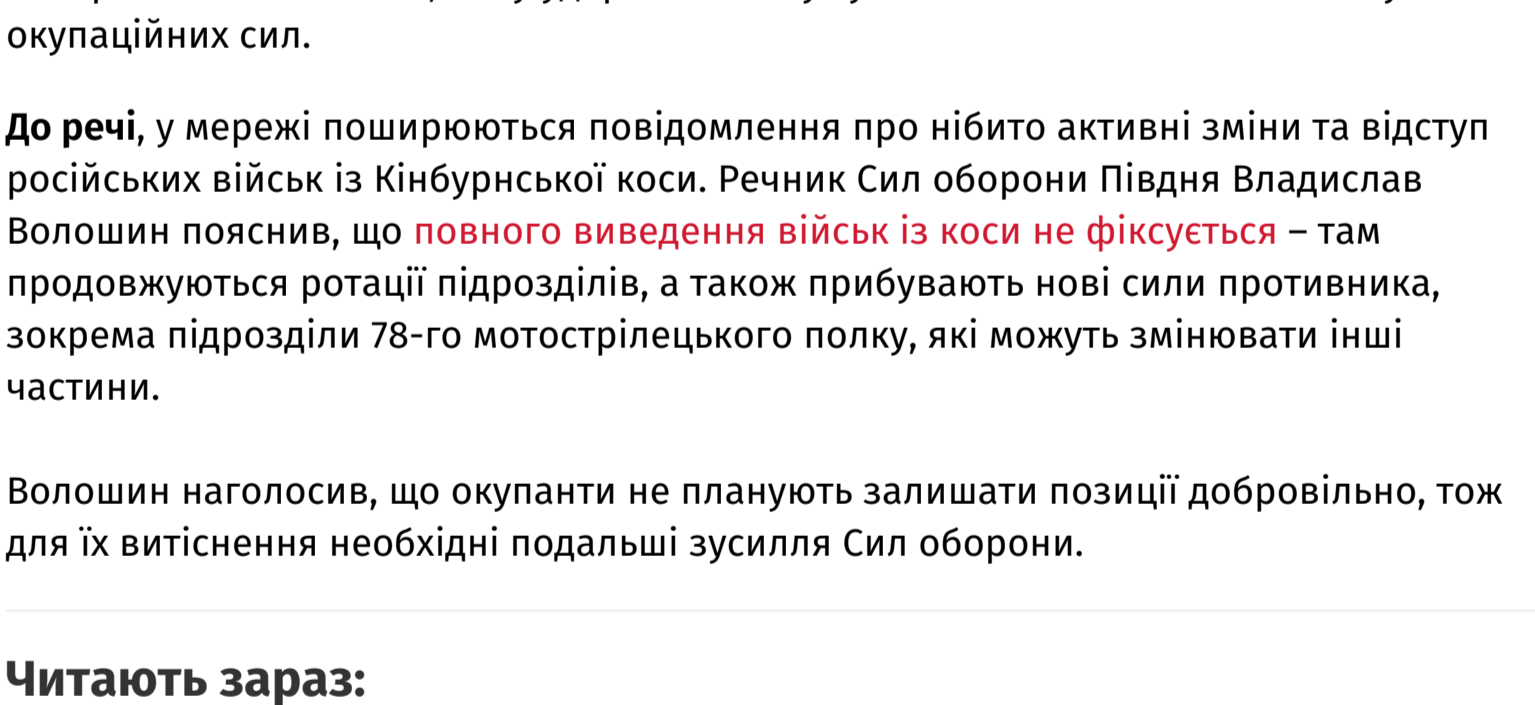 окупаційних сил.
До речі, у мережі поширюються повідомлення про нібито активні зміни та відступ
російських військ із Кінбурнської коси. Речник Сил оборони Півдня Владислав
Волошин пояснив, що повного виведення військ із коси не фіксується – там
продовжуються ротації підрозділів, а також прибувають нові сили противника,
зокрема підрозділи 78-го мотострілецького полку, які можуть змінювати інші
частини.
Волошин наголосив, що окупанти не планують залишати позиції добровільно, тож
для їх витіснення необхідні подальші зусилля Сил оборони.
Читають зараз: